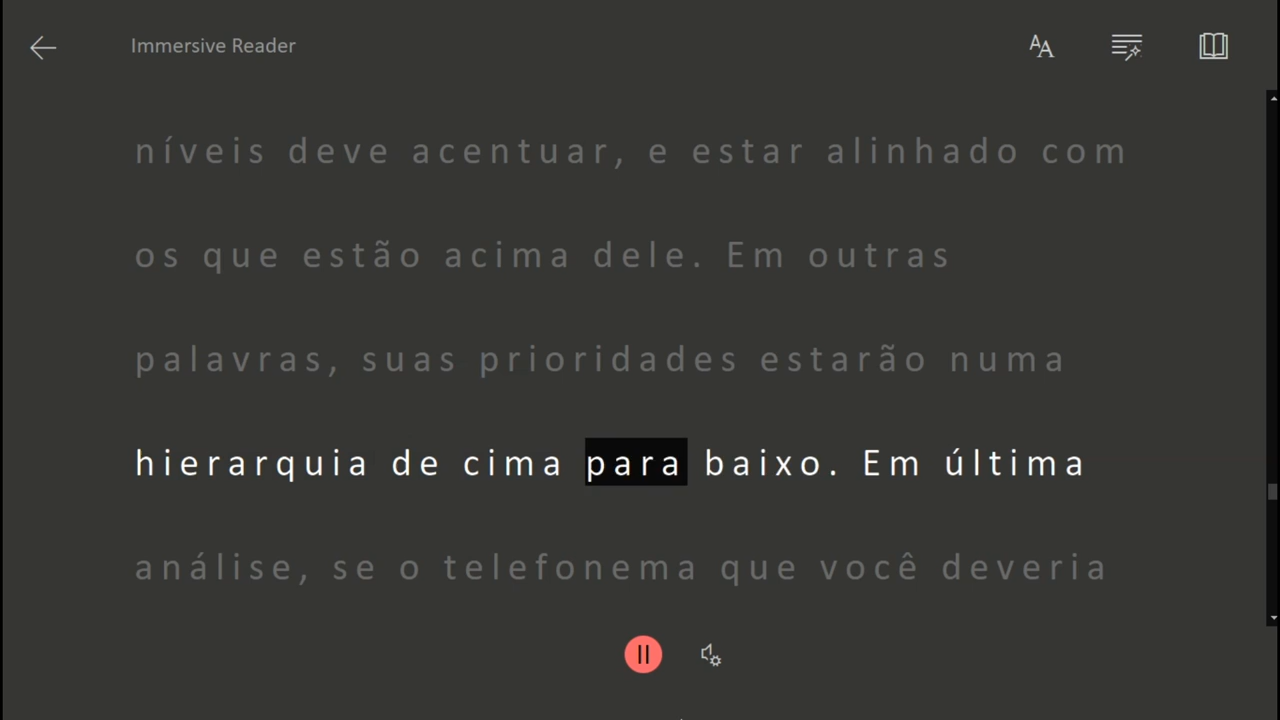 Immersive Reader
níveis deve acentuar, e estar alinhado com
os que estão acima dele. Em outras
palavras, suas prioridades estarão numa
hierarquia de cima para baixo. Em última
análise, se o telefonema que você deveria